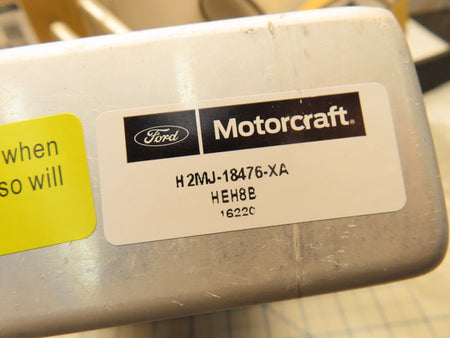 when
so will
Ford
Motorcraft®
H2MJ-18476-XA
HEH8B
16220